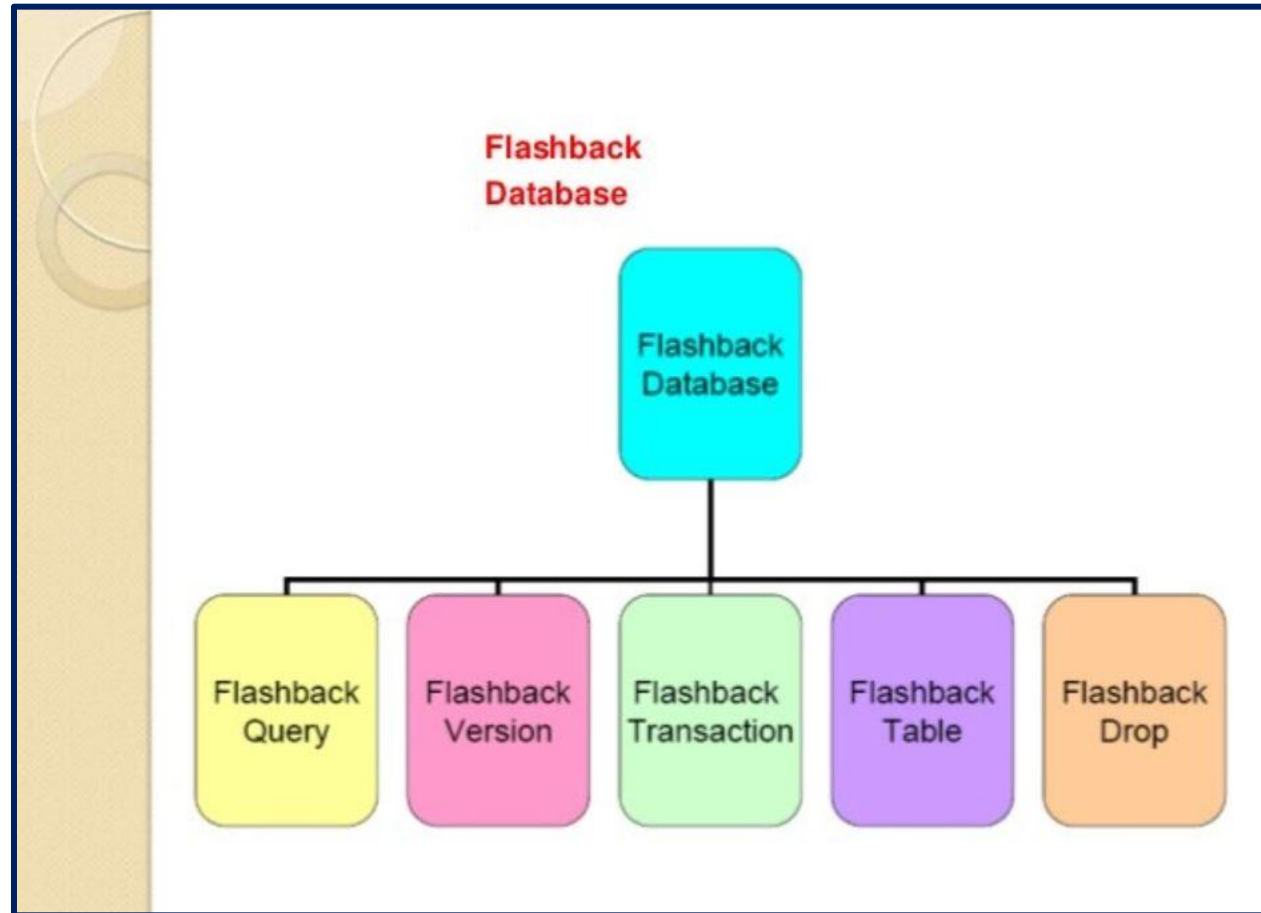 Flashback
Database
Flashback
Database
Flashback
Query
Flashback
Version
Flashback
Transaction
Flashback
Table
Flashback
Drop